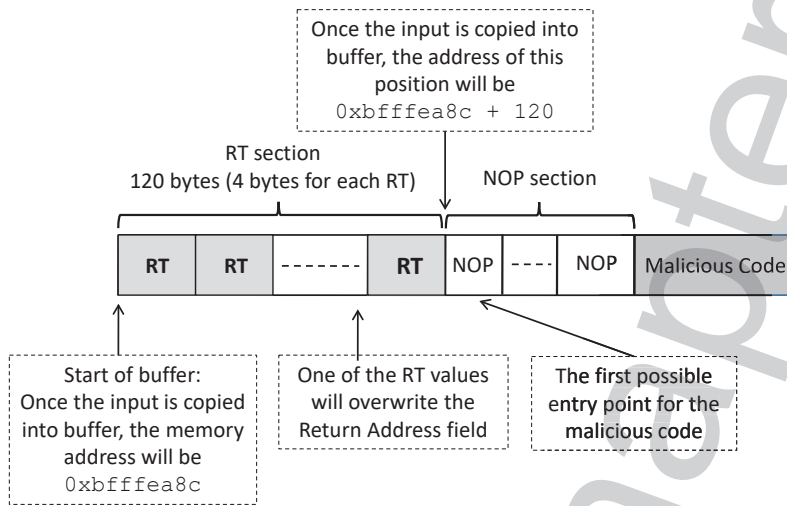 Once the input is copied into
buffer, the address of this
position will be
0xbfffea8c + 120
RT section
120 bytes (4 bytes for each RT)
NOP section
RT
RT
RT
NOP
NOP
Malicious Code
Start of buffer:
Once the input is copied
into buffer, the memory
address will be
0xbfffea8c
One of the RT values
will overwrite the
Return Address field
The first possible
entry point for the
malicious code